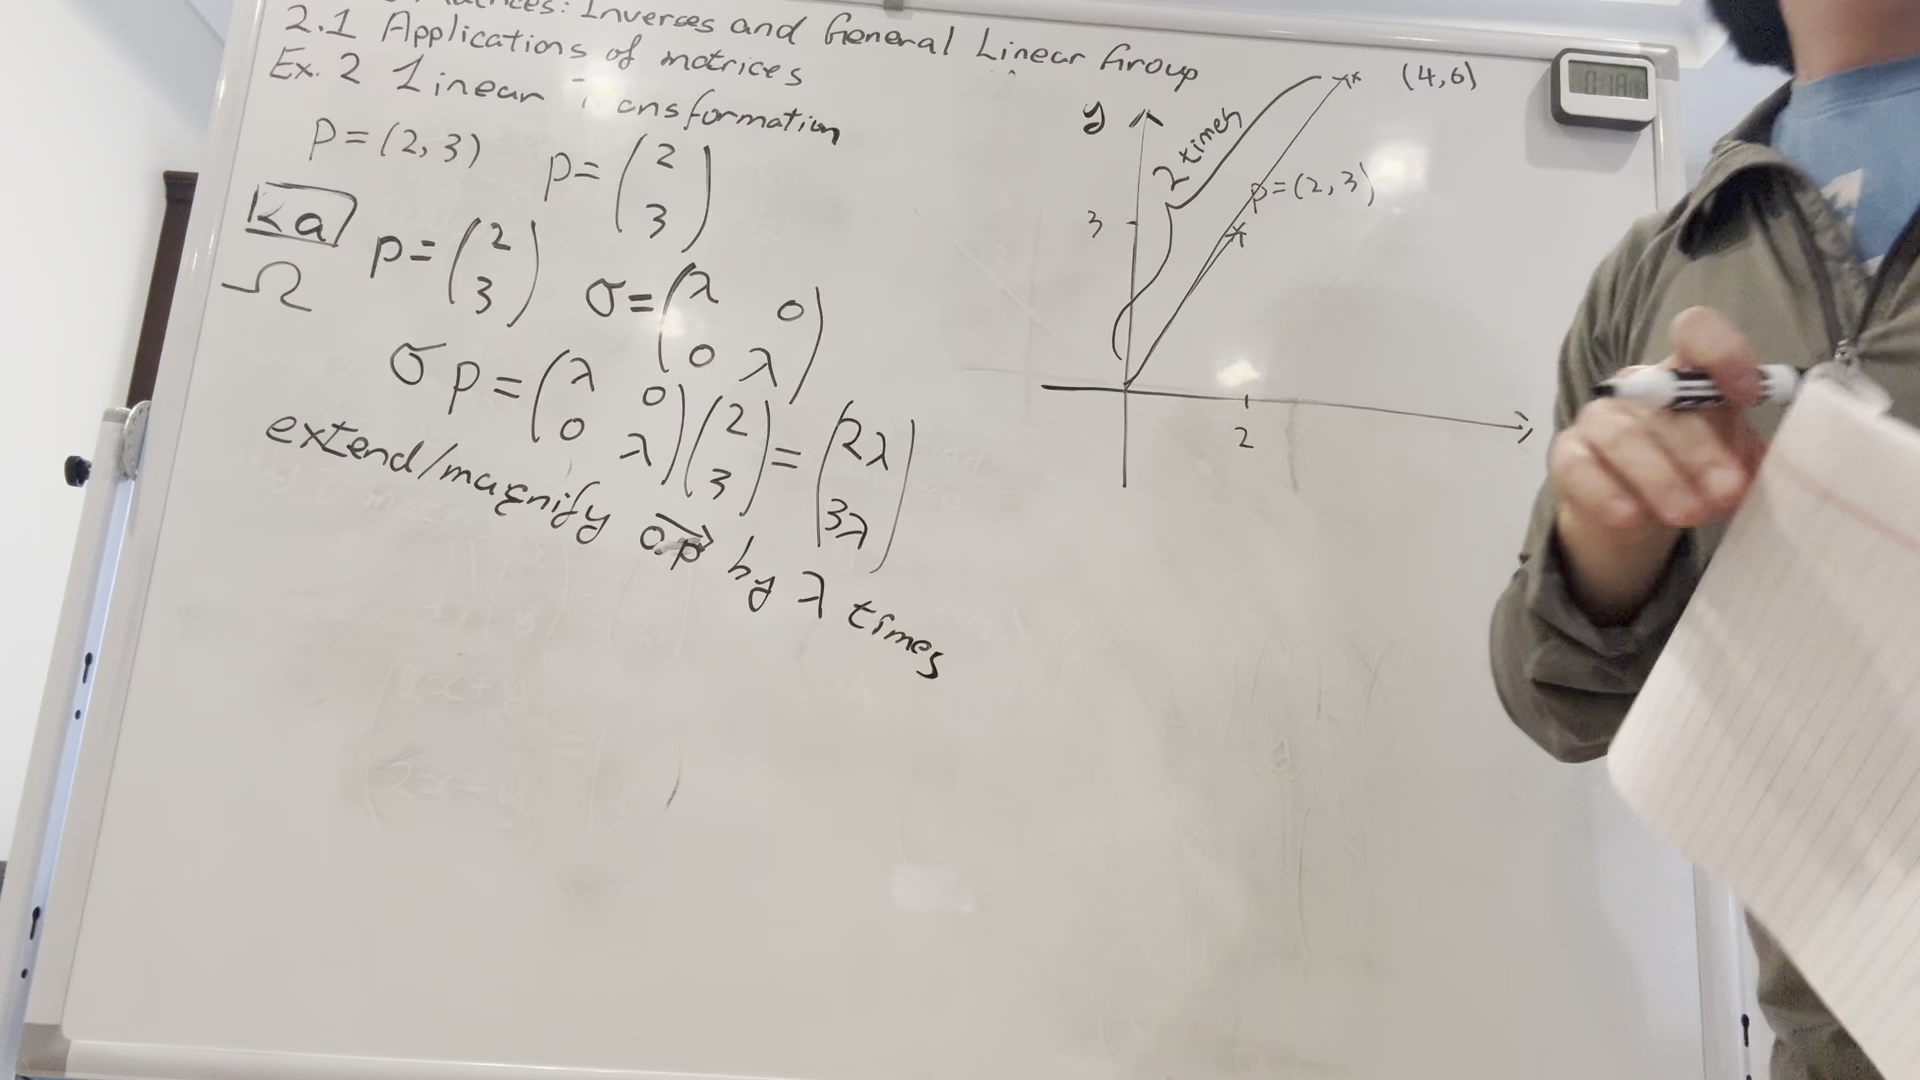 Matrices: Inverses and General Linear Group
2.1 Applications of matrices
Ex. 2 Linear Transformation
P = (2, 3) p = (2 3)
ka p = (2 3) σ = (λ 0 0 λ)
Ω
σ p = (λ 0 0 λ)(2 3) = (2λ 3λ)
extend/magnify op by λ times
y
(4,6)
2 times
p = (2, 3)
3
2